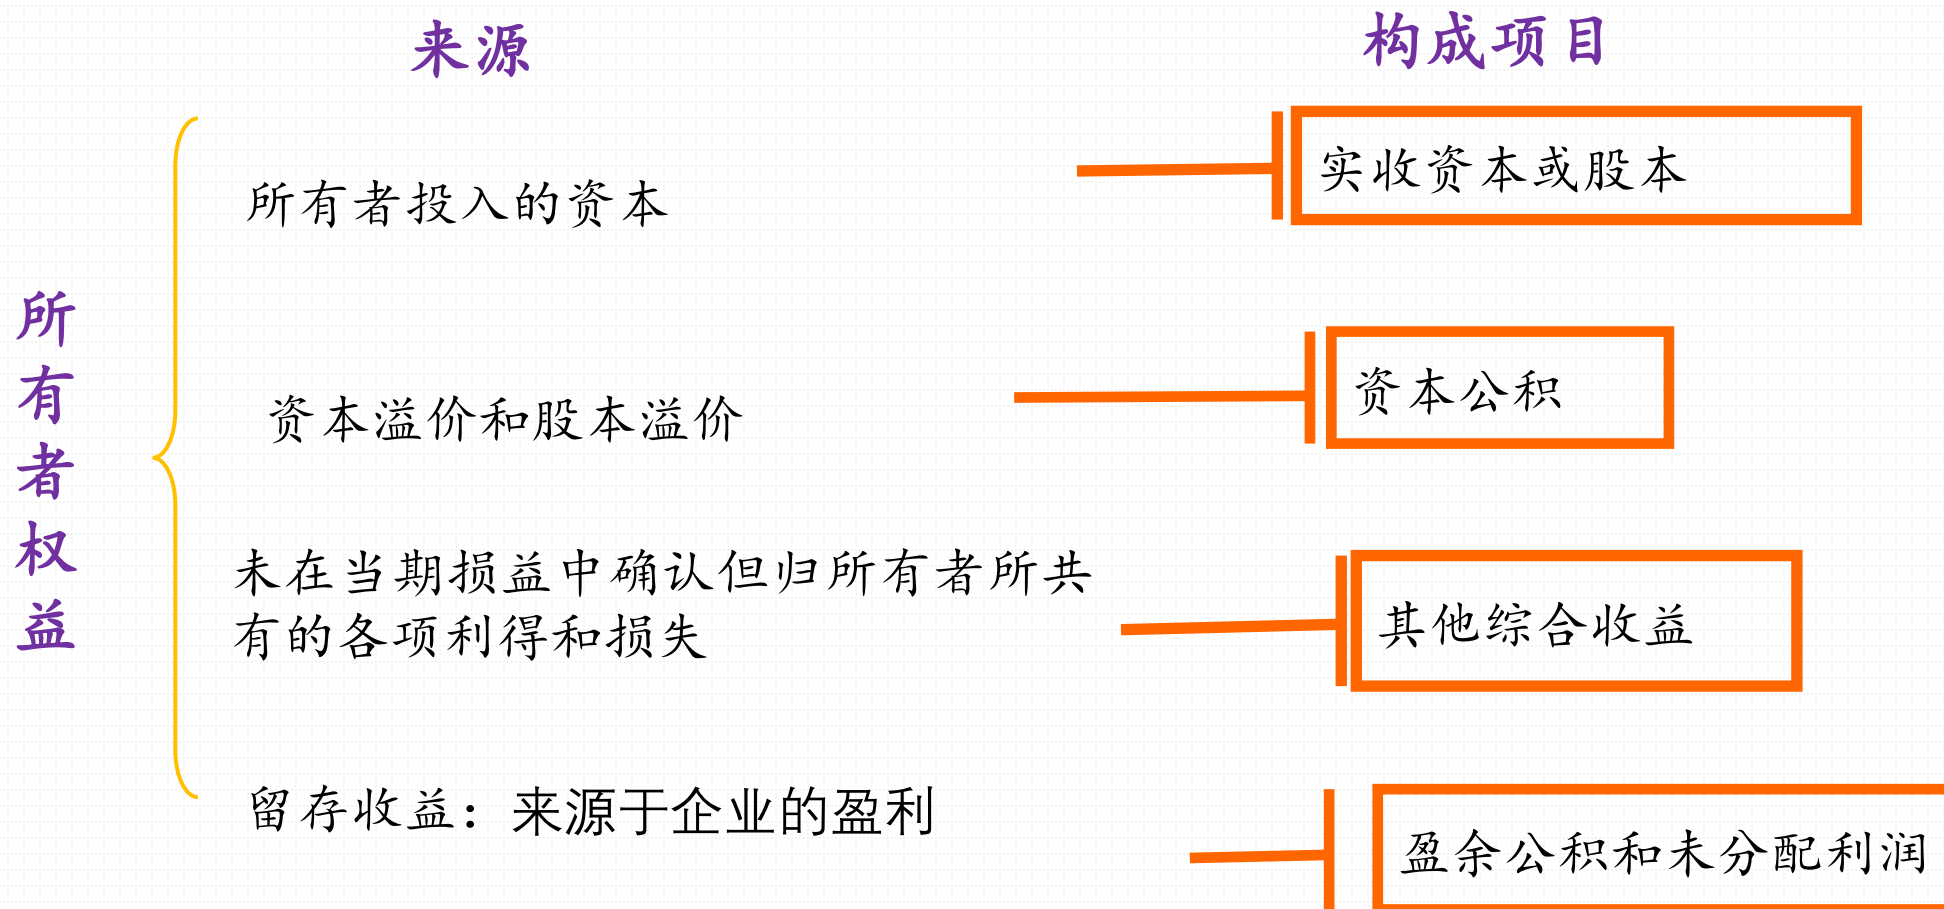 来源
构成项目
所有者权益
所有者投入的资本
实收资本或股本
资本溢价和股本溢价
资本公积
未在当期损益中确认但归所有者所共
有的各项利得和损失
其他综合收益
留存收益：来源于企业的盈利
盈余公积和未分配利润